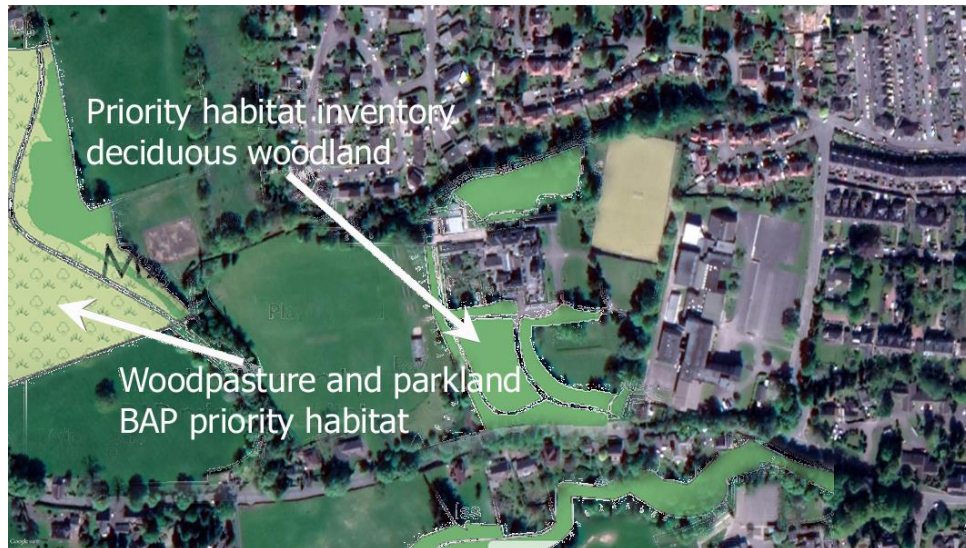 Priority habitat inventory
deciduous woodland
Woodpasture and parkland
BAP priority habitat